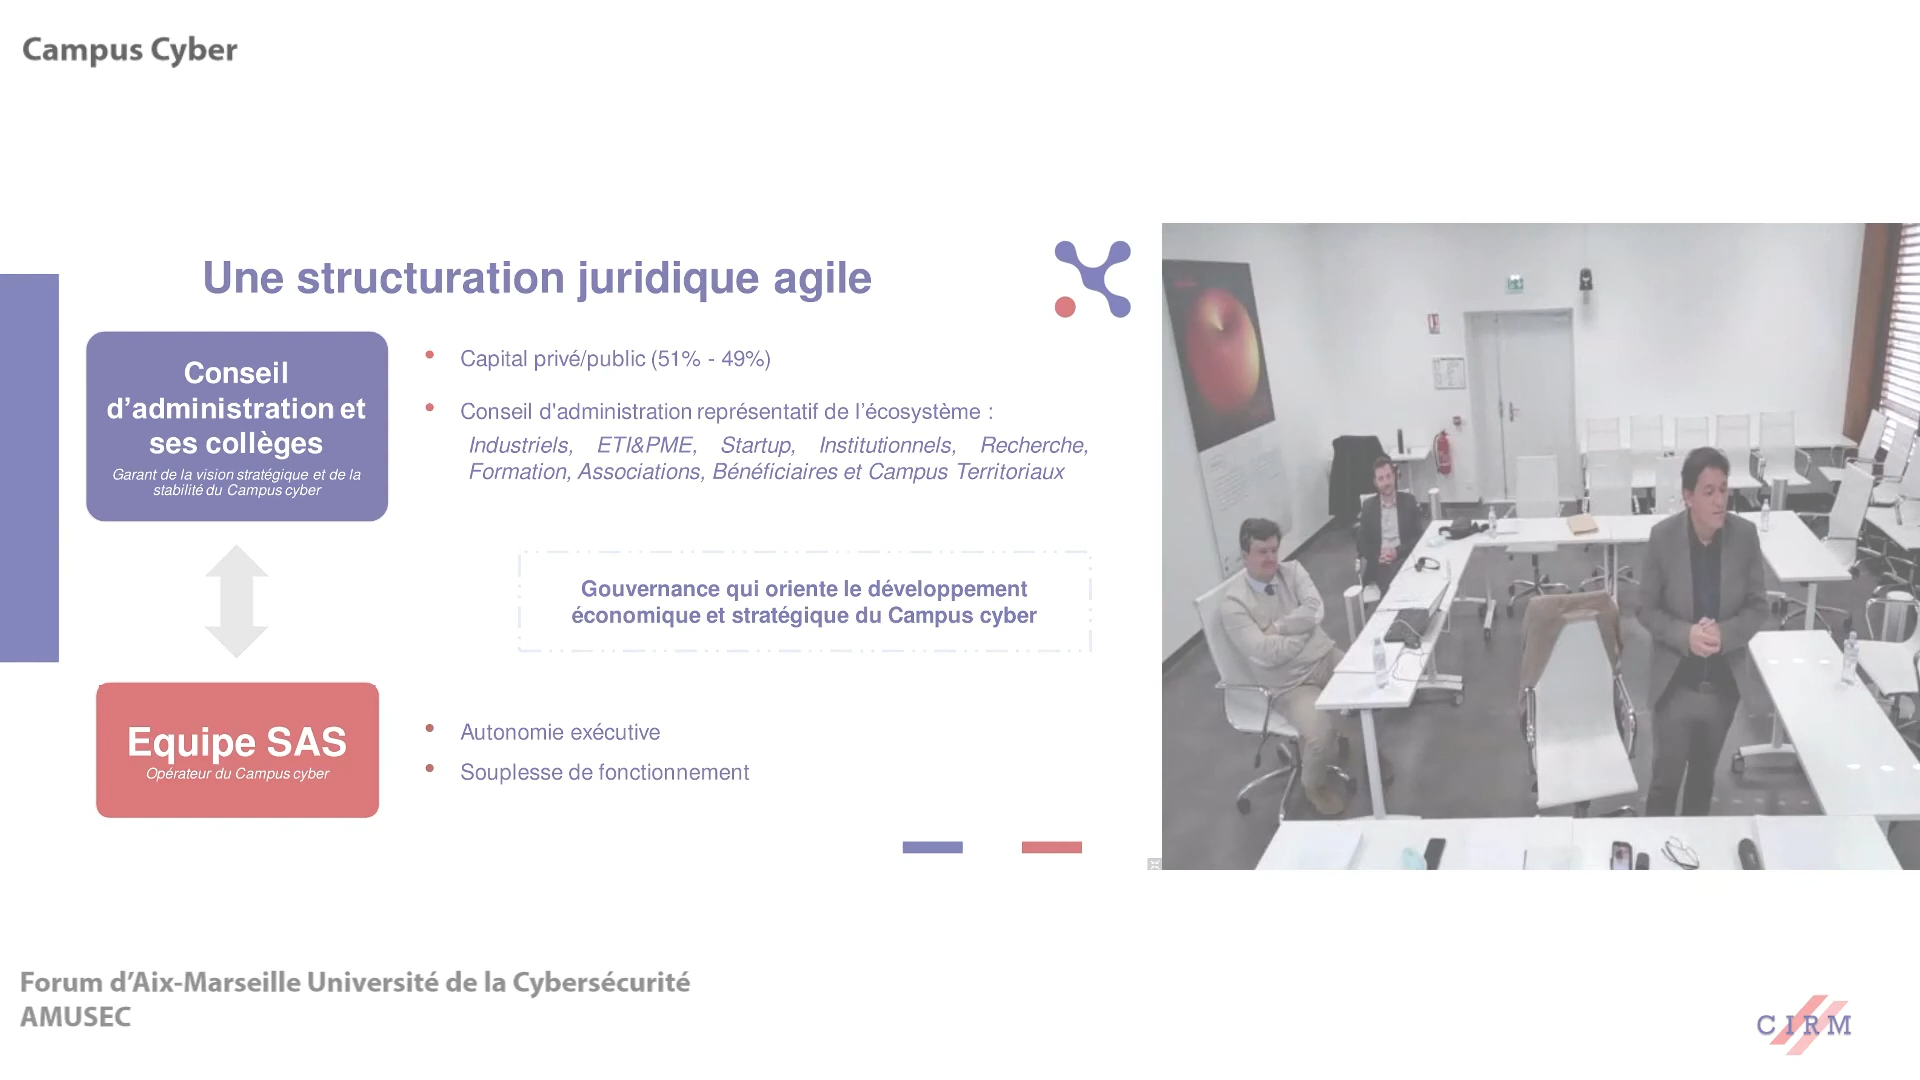 Campus Cyber
Une structuration juridique agile
Conseil
d’administration et
ses collèges
Garant de la vision stratégique et de la
stabilité du Campus cyber
• Capital privé/public (51% - 49%)
• Conseil d'administration représentatif de l’écosystème :
Industriels, ETI&PME, Startup, Institutionnels, Recherche,
Formation, Associations, Bénéficiaires et Campus Territoriaux
Gouvernance qui oriente le développement
économique et stratégique du Campus cyber
Equipe SAS
Opérateur du Campus cyber
• Autonomie exécutive
• Souplesse de fonctionnement
Forum d’Aix-Marseille Université de la Cybersécurité
AMUSEC
CIRM